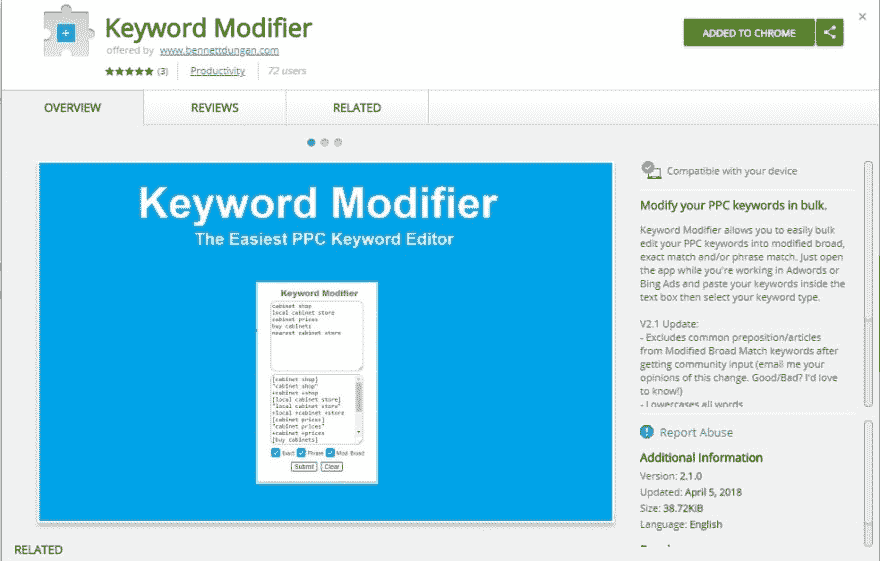 Keyword Modifier
offered by www.bennettdungan.com
(3) Productivity 72 users
ADDED TO CHROME
OVERVIEW REVIEWS RELATED
Keyword Modifier
The Easiest PPC Keyword Editor
Keyword Modifier
cabinet shop
local cabinet store
cabinet prices
buy cabinets
nearest cabinet store
[cabinet shop]
"cabinet shop"
+cabinet +shop
[local cabinet store]
"local cabinet store"
+local +cabinet +store
[cabinet prices]
"cabinet prices"
+cabinet +prices
[buy cabinets]
Exact Phrase Mod Broad
Submit Clear
Compatible with your device
Modify your PPC keywords in bulk.
Keyword Modifier allows you to easily bulk
edit your PPC keywords into modified broad,
exact match and/or phrase match. Just open
the app while you're working in Adwords or
Bing Ads and paste your keywords inside the
text box then select your keyword type.
V2.1 Update:
- Excludes common preposition/articles
from Modified Broad Match keywords after
getting community input (email me your
opinions of this change. Good/Bad? I'd love
to know!)
- Lowercases all words
Report Abuse
Additional Information
Version: 2.1.0
Updated: April 5, 2018
Size: 38.72KiB
Language: English
RELATED